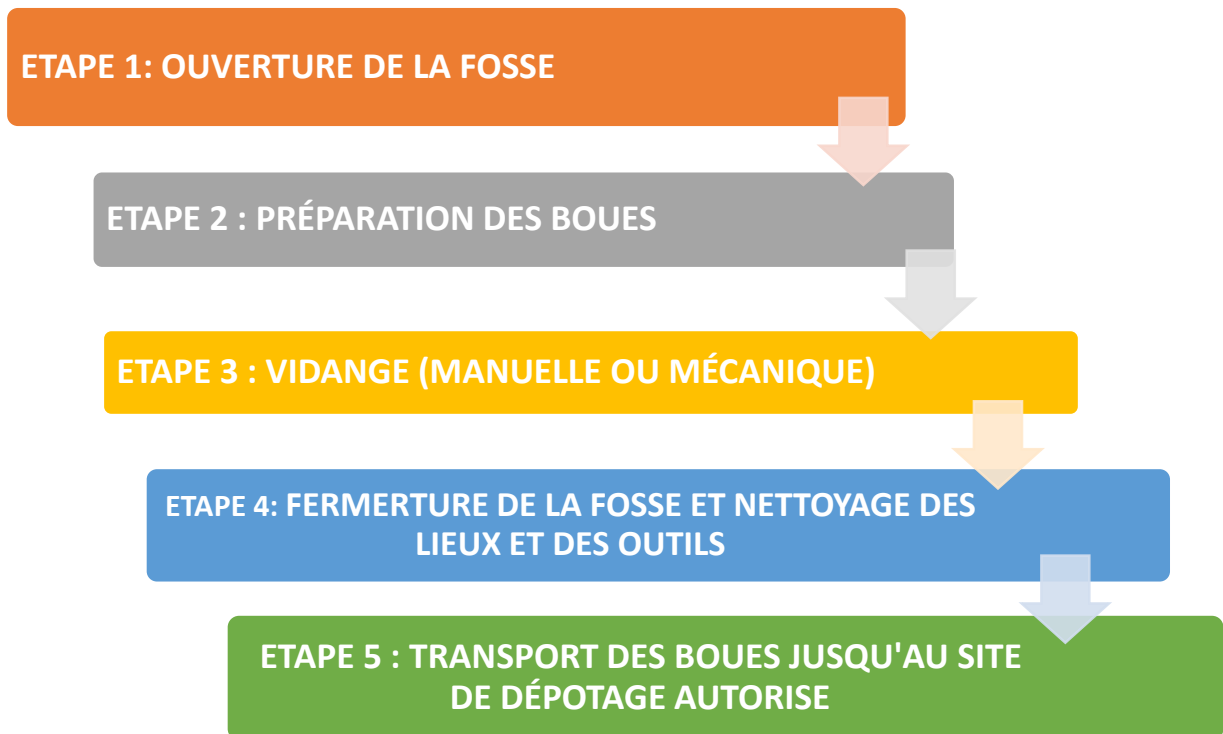 ETAPE 1: OUVERTURE DE LA FOSSE
ETAPE 2 : PRÉPARATION DES BOUES
ETAPE 3 : VIDANGE (MANUELLE OU MÉCANIQUE)
ETAPE 4: FERMERTURE DE LA FOSSE ET NETTOYAGE DES
LIEUX ET DES OUTILS
ETAPE 5 : TRANSPORT DES BOUES JUSQU'AU SITE
DE DÉPOTAGE AUTORISE